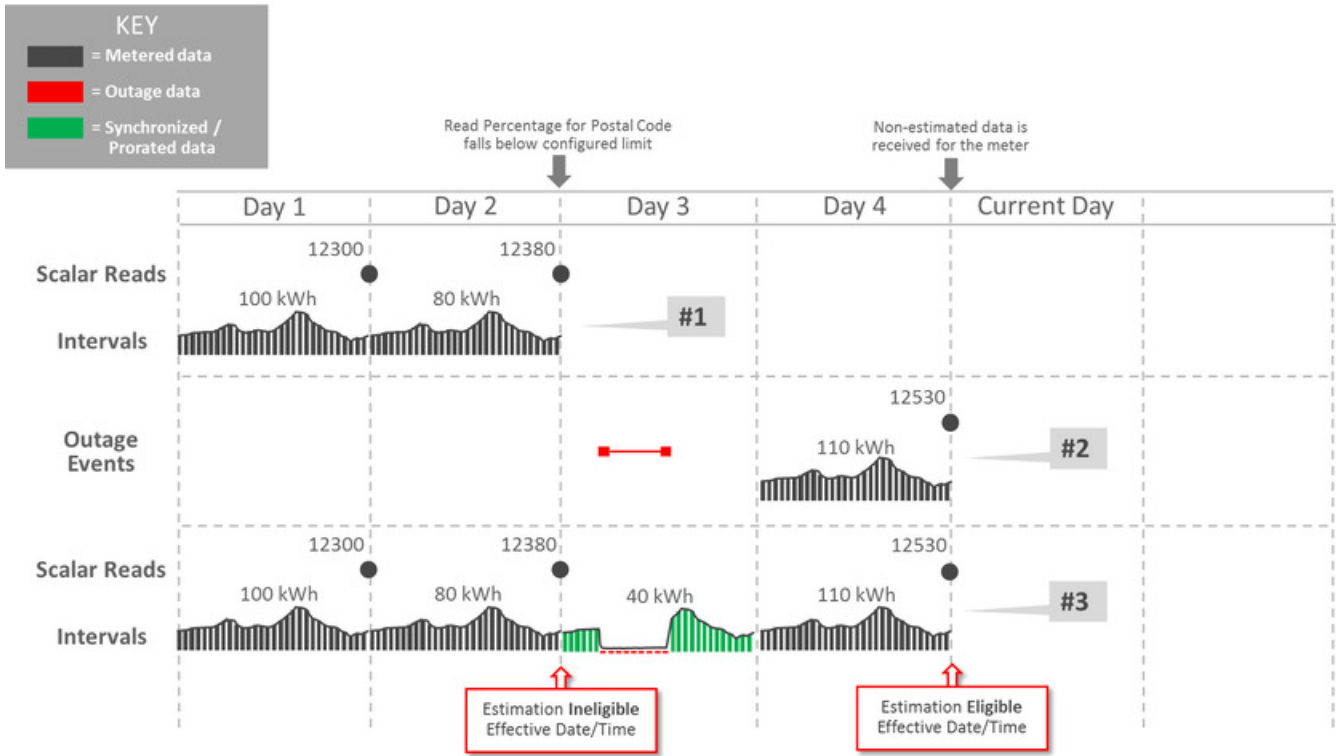 KEY
= Metered data
= Outage data
= Synchronized /
Prorated data
Read Percentage for Postal Code
falls below configured limit
Non-estimated data is
received for the meter
Day 1
Day 2
Day 3
Day 4
Current Day
Scalar Reads
12300
12380
Intervals
100 kWh
80 kWh
#1
Outage
Events
12530
110 kWh
#2
Scalar Reads
12300
12380
12530
Intervals
100 kWh
80 kWh
40 kWh
110 kWh
#3
Estimation Ineligible
Effective Date/Time
Estimation Eligible
Effective Date/Time